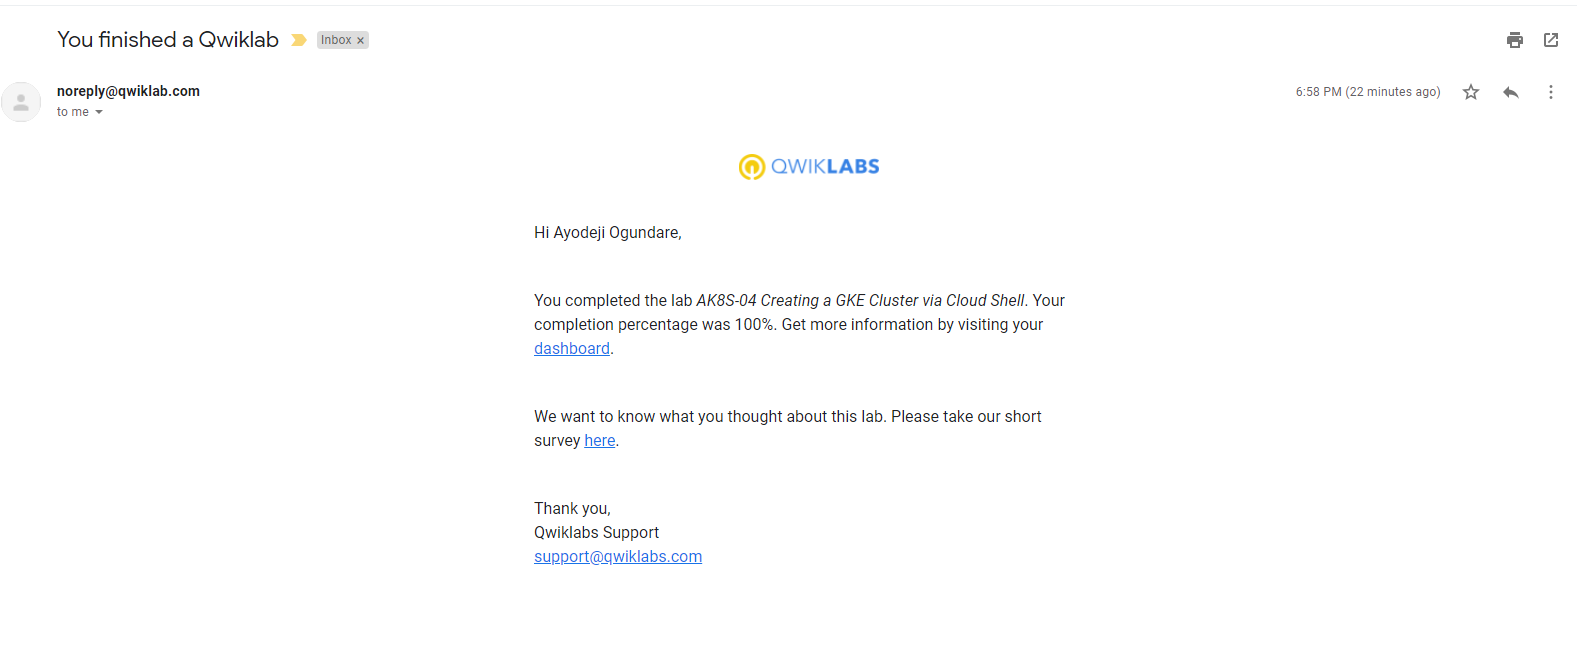 You finished a Qwiklab
Inbox ×
noreply@qwiklab.com
6:58 PM (22 minutes ago)
to me
QWIKLABS
Hi Ayodeji Ogundare,
You completed the lab AK8S-04 Creating a GKE Cluster via Cloud Shell. Your
completion percentage was 100%. Get more information by visiting your
dashboard.
We want to know what you thought about this lab. Please take our short
survey here.
Thank you,
Qwiklabs Support
support@qwiklabs.com